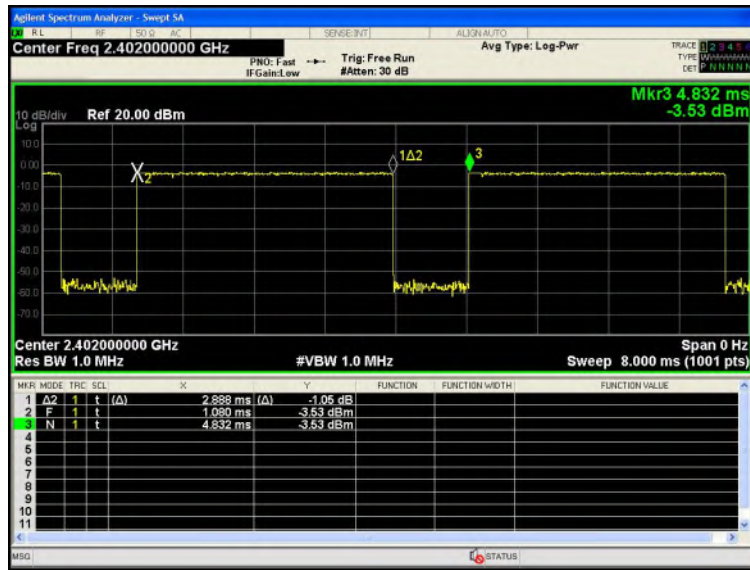 Agilent Spectrum Analyzer - Swept SA
RL RF 50 Ω AC SENSE:INT ALIGN AUTO
Center Freq 2.402000000 GHz
PNO: Fast
IFGain:Low
Trig: Free Run
#Atten: 30 dB
Avg Type: Log-Pwr
TRACE 1 2 3 4 5 6
TYPE
DET P N N N N N
Mkr3 4.832 ms
-3.53 dBm
10 dB/div Ref 20.00 dBm
Log
10.0
0.00
-10.0
-20.0
-30.0
-40.0
-50.0
-60.0
-70.0
X2
1Δ2
3
Center 2.402000000 GHz Span 0 Hz
Res BW 1.0 MHz #VBW 1.0 MHz Sweep 8.000 ms (1001 pts)
MKR MODE TRC SCL X Y FUNCTION FUNCTION WIDTH FUNCTION VALUE
1 Δ2 1 t (Δ) 2.888 ms (Δ) -1.05 dB
2 F 1 t 1.080 ms -3.53 dBm
3 N 1 t 4.832 ms -3.53 dBm
4
5
6
7
8
9
10
11
MSG STATUS